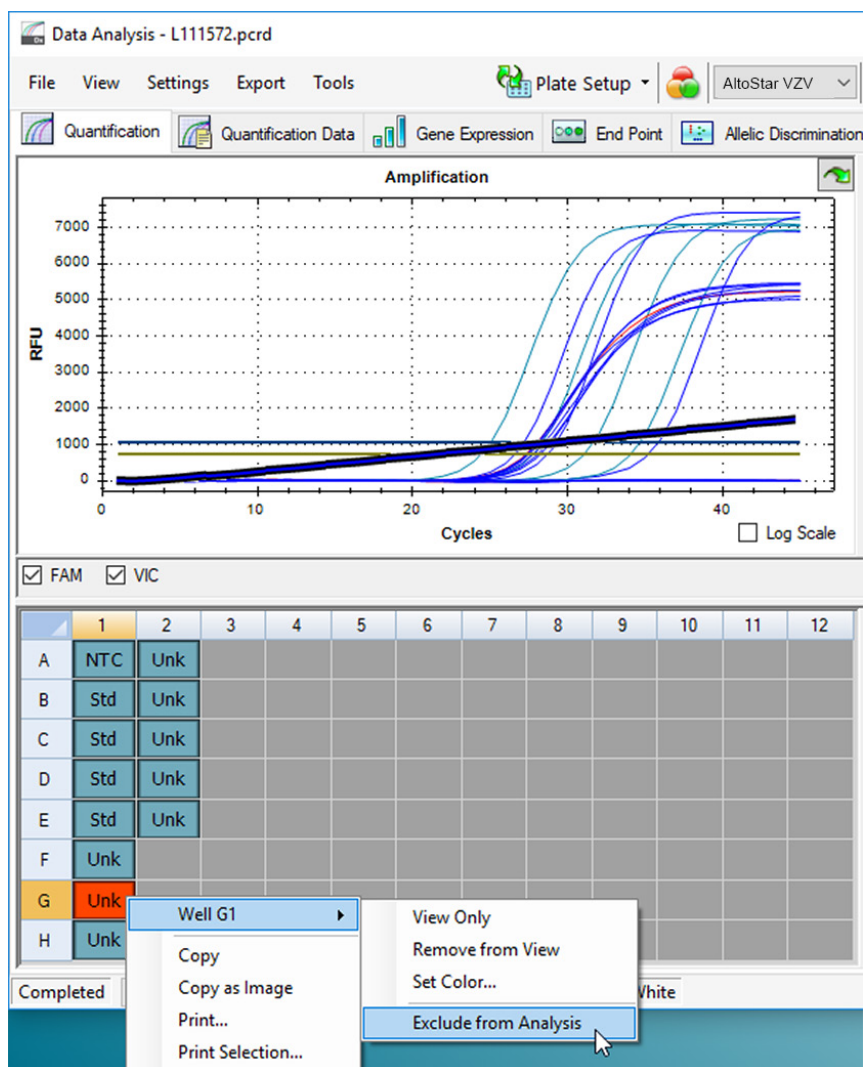 Data Analysis - L111572.pcrd
File View Settings Export Tools Plate Setup AltoStar VZV
Quantification Quantification Data Gene Expression End Point Allelic Discrimination
Amplification
7000
6000
5000
4000
3000
2000
1000
0
RFU
0 10 20 30 40
Cycles
Log Scale
FAM VIC
1 2 3 4 5 6 7 8 9 10 11 12
A NTC Unk
B Std Unk
C Std Unk
D Std Unk
E Std Unk
F Unk
G Unk
H Unk
Well G1
Copy
Copy as Image
Print...
Print Selection...
View Only
Remove from View
Set Color...
Exclude from Analysis
Completed